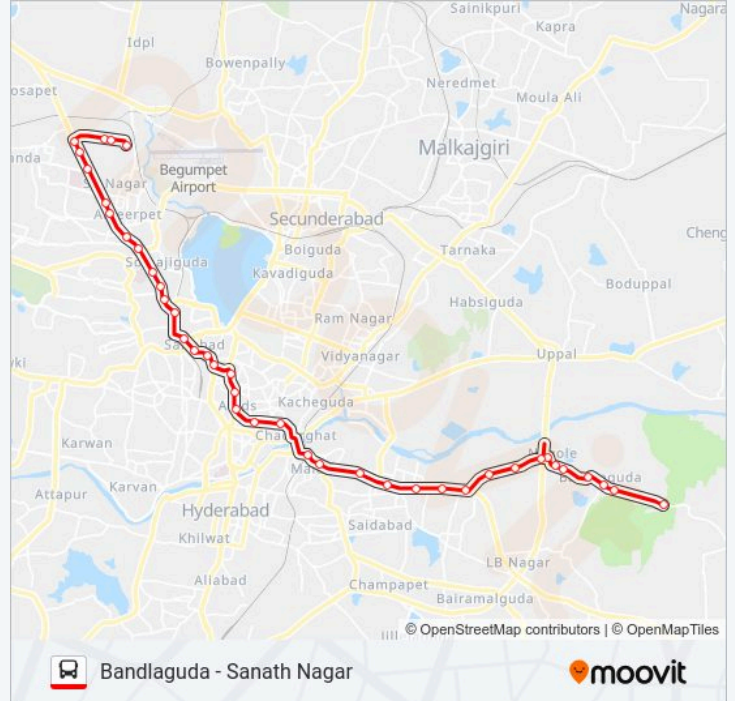 Sainikpuri
Nagara
Kapra
Idpl
Bowenpally
Neredmet
osapet
Moula Ali
Malkajgiri
anda
Begumpet
Airport
Nagar
Secunderabad
Cheng
Boiguda
Tarnaka
Kavadiguda
Boduppal
Habsiguda
Ram Nagar
Vidyanagar
Uppal
Kacheguda
Karwan
Karvan
Attapur
Hyderabad
Saidabad
Khilwat
LB Nagar
Aliabad
Champapet
Bairamalguda
© OpenStreetMap contributors | © OpenMapTiles
Bandlaguda - Sanath Nagar
moovit